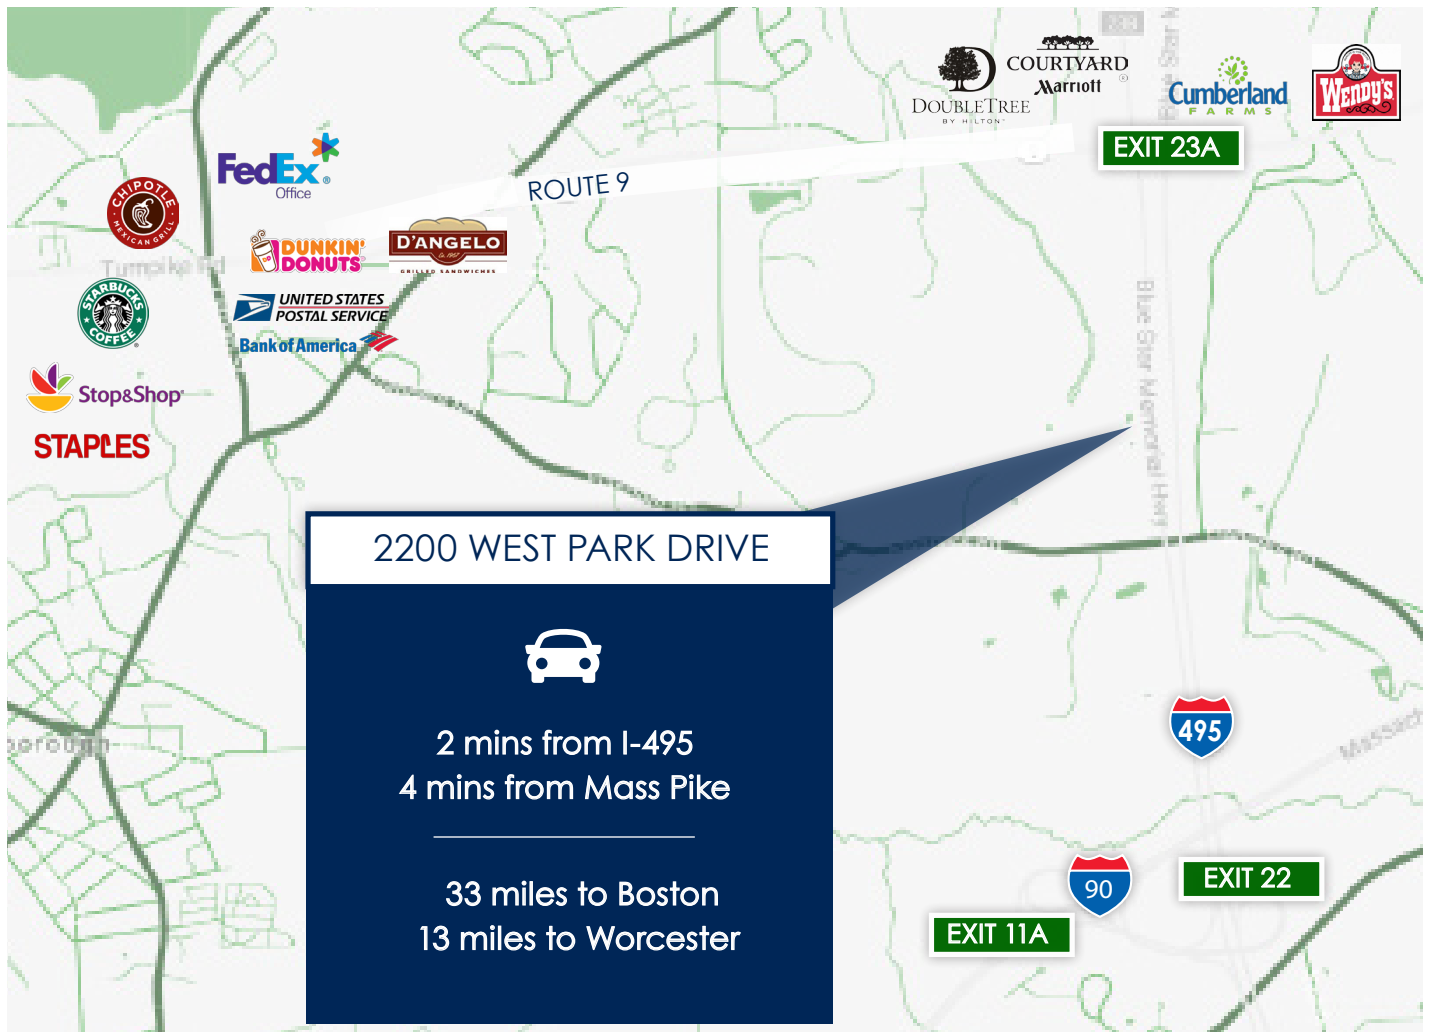 DOUBLETREE
BY HILTON
COURTYARD
Marriott
Cumberland
FARMS
WENDY'S
EXIT 23A
FedEx
Office
CHIPOTLE
MEXICAN GRILL
ROUTE 9
DUNKIN'
DONUTS
D'ANGELO
GRILLED SANDWICHES
Turnpike Rd
STARBUCKS
COFFEE
UNITED STATES
POSTAL SERVICE
Bank of America
Stop&Shop
STAPLES
Blue Star Memorial Hwy
2200 WEST PARK DRIVE
2 mins from I-495
4 mins from Mass Pike
33 miles to Boston
13 miles to Worcester
495
Massach
borough
90
EXIT 22
EXIT 11A